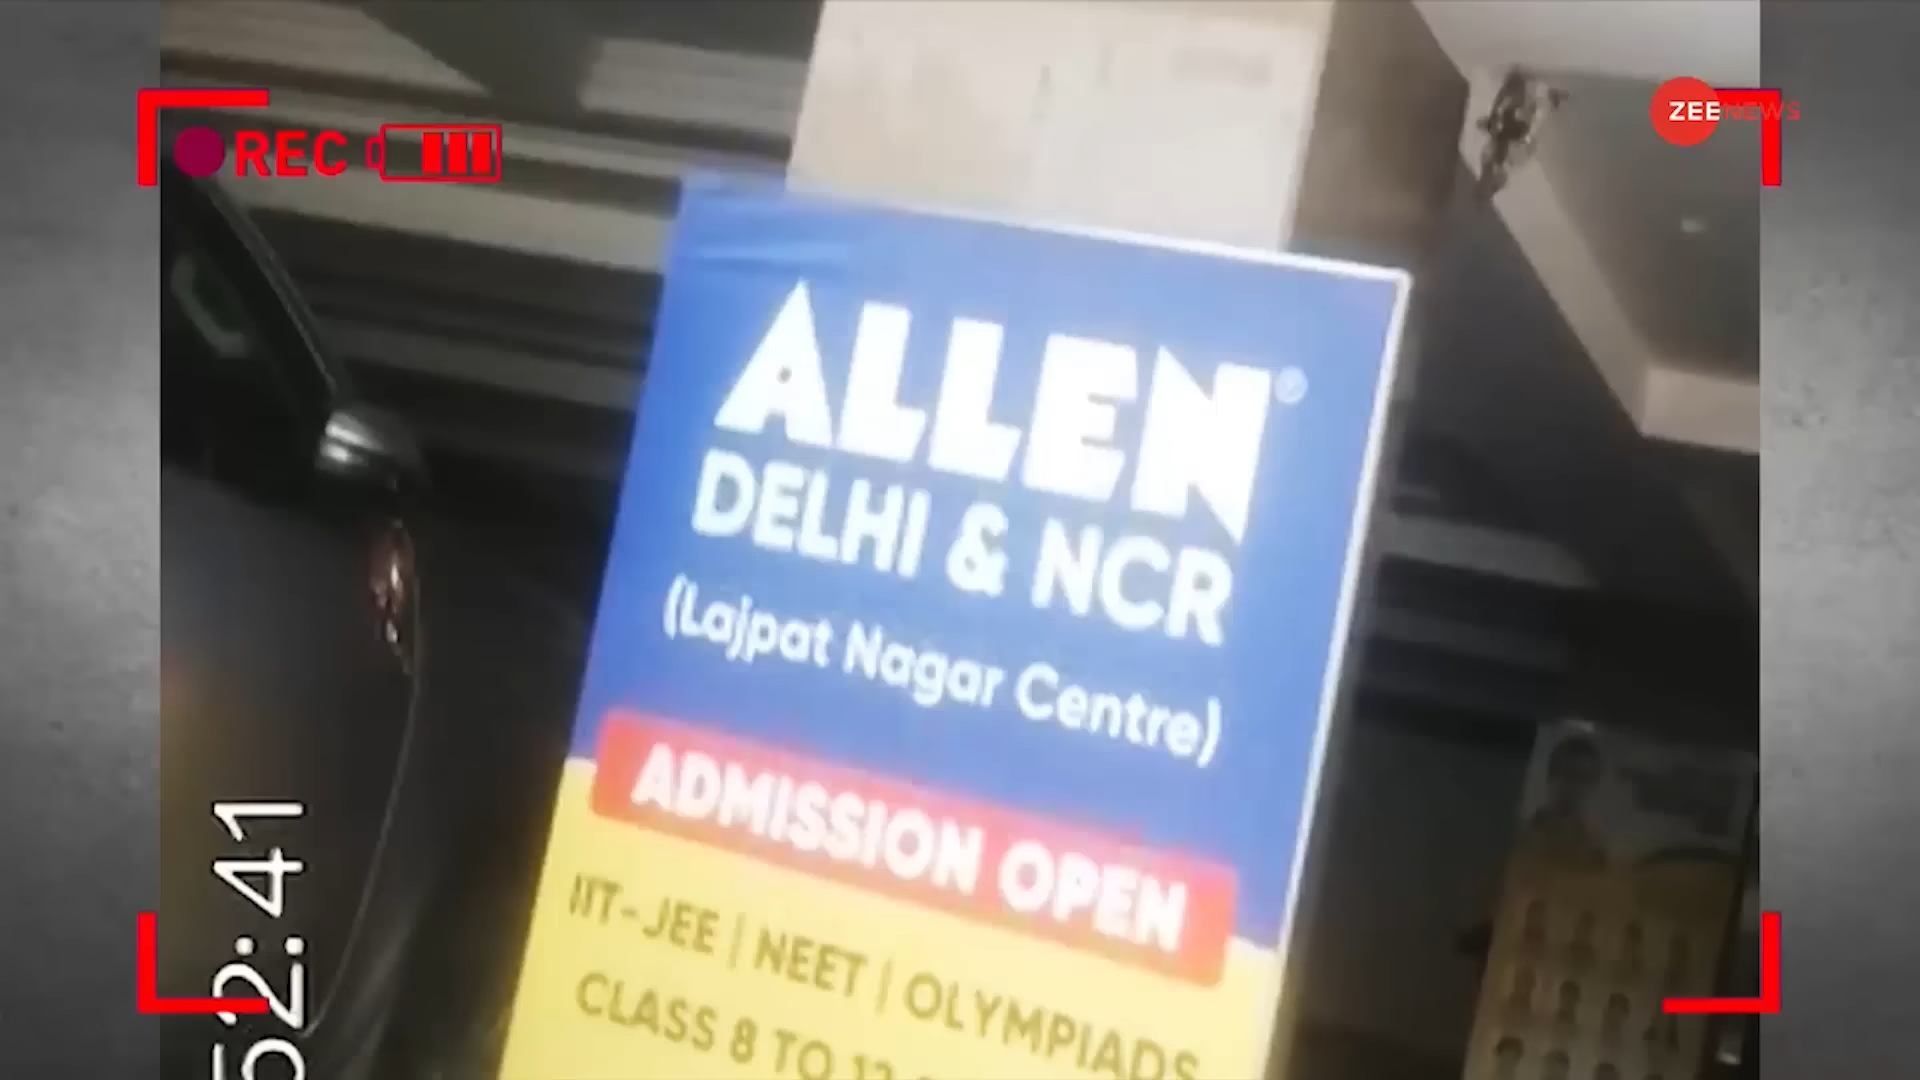 REC
ZEE NEWS
ALLEN®
DELHI & NCR
(Lajpat Nagar Centre)
ADMISSION OPEN
IIT-JEE | NEET | OLYMPIADS
CLASS 8 TO 12
52:41